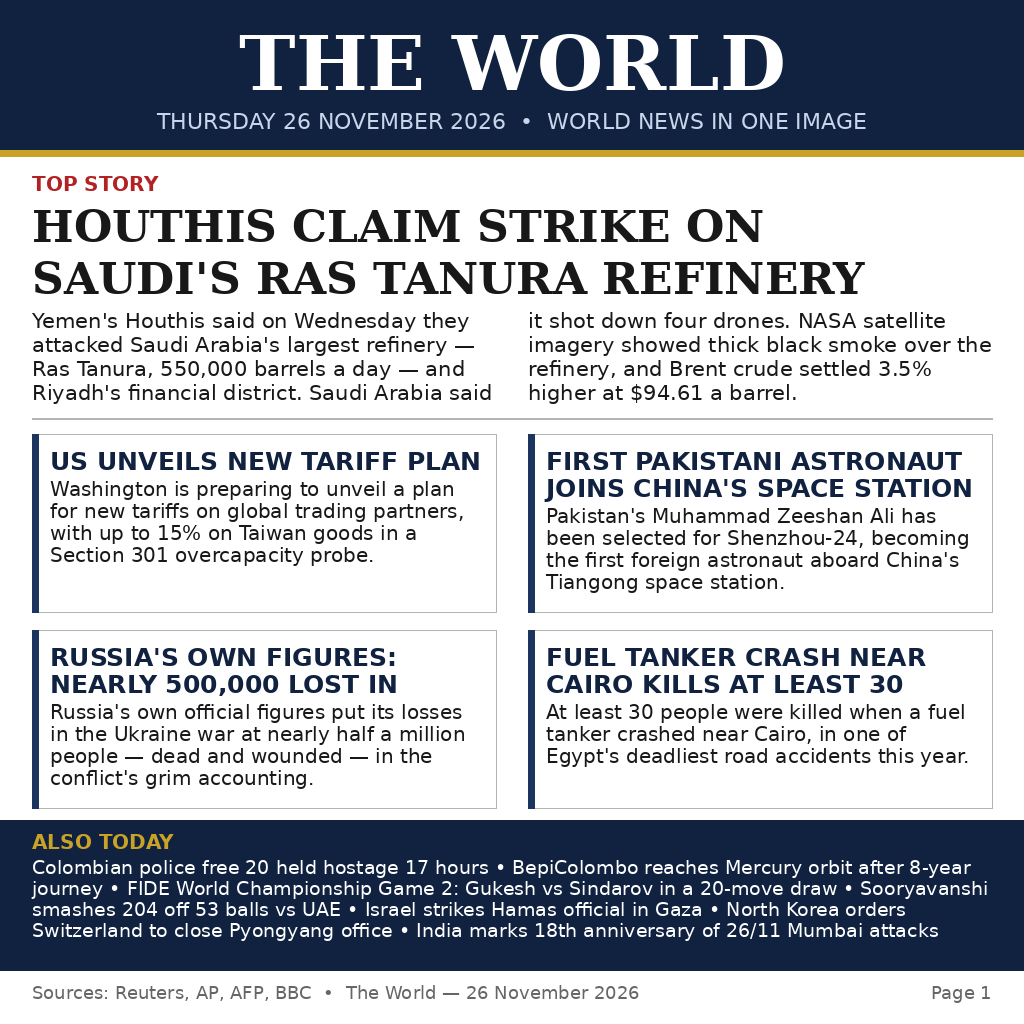 THE WORLD
THURSDAY 26 NOVEMBER 2026 • WORLD NEWS IN ONE IMAGE
TOP STORY
HOUTHIS CLAIM STRIKE ON
SAUDI'S RAS TANURA REFINERY
Yemen's Houthis said on Wednesday they
attacked Saudi Arabia's largest refinery —
Ras Tanura, 550,000 barrels a day — and
Riyadh's financial district. Saudi Arabia said
it shot down four drones. NASA satellite
imagery showed thick black smoke over the
refinery, and Brent crude settled 3.5%
higher at $94.61 a barrel.
US UNVEILS NEW TARIFF PLAN
Washington is preparing to unveil a plan
for new tariffs on global trading partners,
with up to 15% on Taiwan goods in a
Section 301 overcapacity probe.
FIRST PAKISTANI ASTRONAUT
JOINS CHINA'S SPACE STATION
Pakistan's Muhammad Zeeshan Ali has
been selected for Shenzhou-24, becoming
the first foreign astronaut aboard China's
Tiangong space station.
RUSSIA'S OWN FIGURES:
NEARLY 500,000 LOST IN
Russia's own official figures put its losses
in the Ukraine war at nearly half a million
people — dead and wounded — in the
conflict's grim accounting.
FUEL TANKER CRASH NEAR
CAIRO KILLS AT LEAST 30
At least 30 people were killed when a fuel
tanker crashed near Cairo, in one of
Egypt's deadliest road accidents this year.
ALSO TODAY
Colombian police free 20 held hostage 17 hours • BepiColombo reaches Mercury orbit after 8-year
journey • FIDE World Championship Game 2: Gukesh vs Sindarov in a 20-move draw • Sooryavanshi
smashes 204 off 53 balls vs UAE • Israel strikes Hamas official in Gaza • North Korea orders
Switzerland to close Pyongyang office • India marks 18th anniversary of 26/11 Mumbai attacks
Sources: Reuters, AP, AFP, BBC • The World — 26 November 2026
Page 1